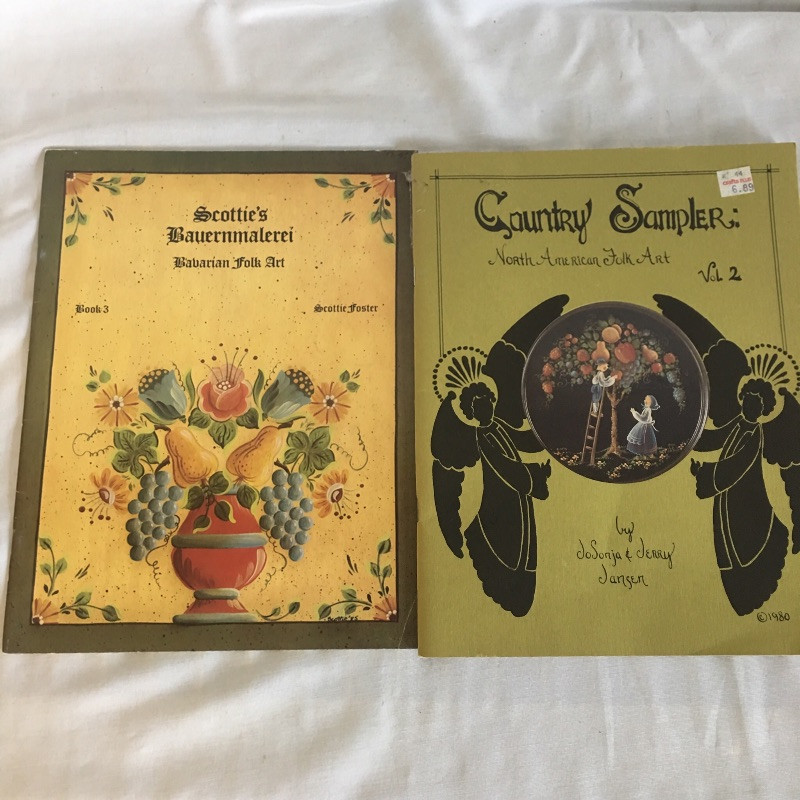 Scottie's
Bauernmalerei
Bavarian Folk Art
Book 3
Scottie Foster
Country Sampler:
North American Folk Art
Vol 2
6.89
by
JoSonja & Jerry
Jansen
©1980